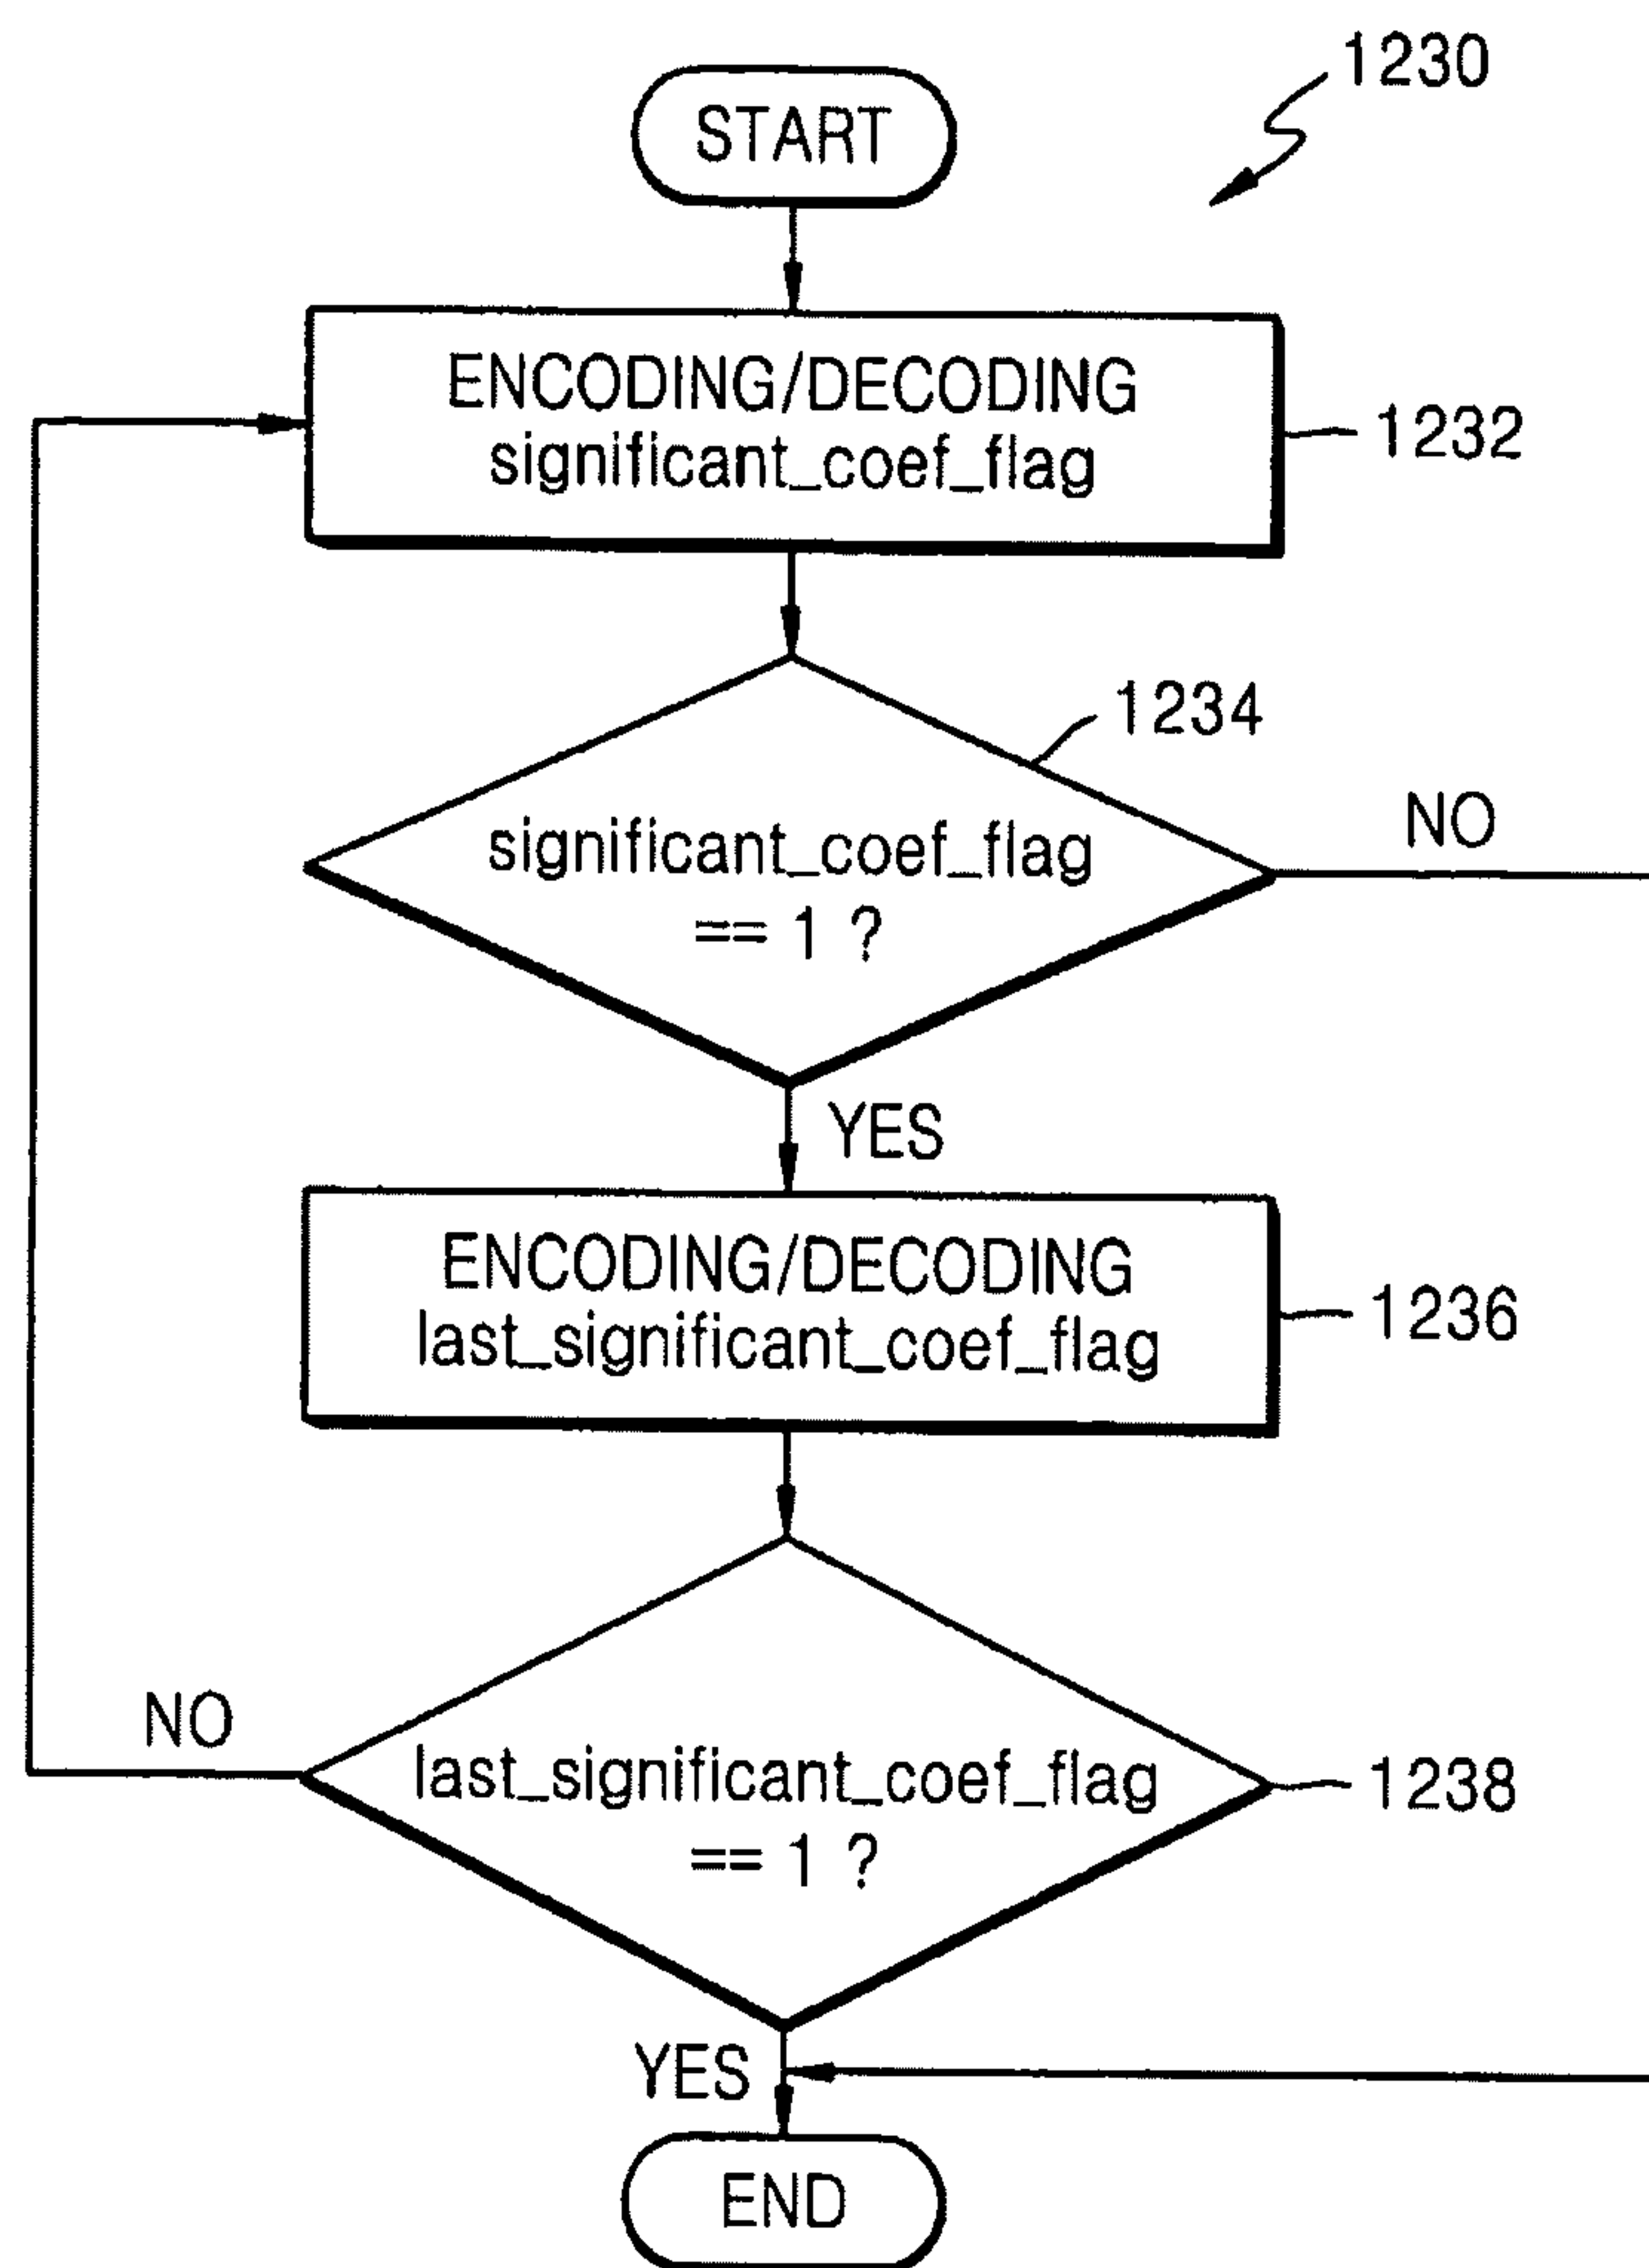 1230
START
ENCODING/DECODING
significant_coef_flag
1232
1234
significant_coef_flag
== 1 ?
NO
YES
ENCODING/DECODING
last_significant_coef_flag
1236
NO
last_significant_coef_flag
== 1 ?
1238
YES
END